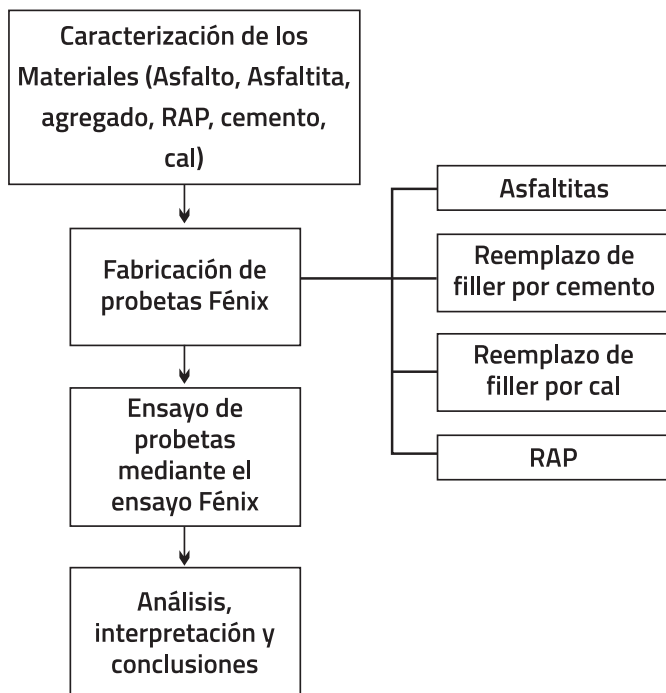 Caracterización de los
Materiales (Asfalto, Asfaltita,
agregado, RAP, cemento,
cal)
Fabricación de
probetas Fénix
Asfaltitas
Reemplazo de
filler por cemento
Reemplazo de
filler por cal
RAP
Ensayo de
probetas
mediante el
ensayo Fénix
Análisis,
interpretación y
conclusiones